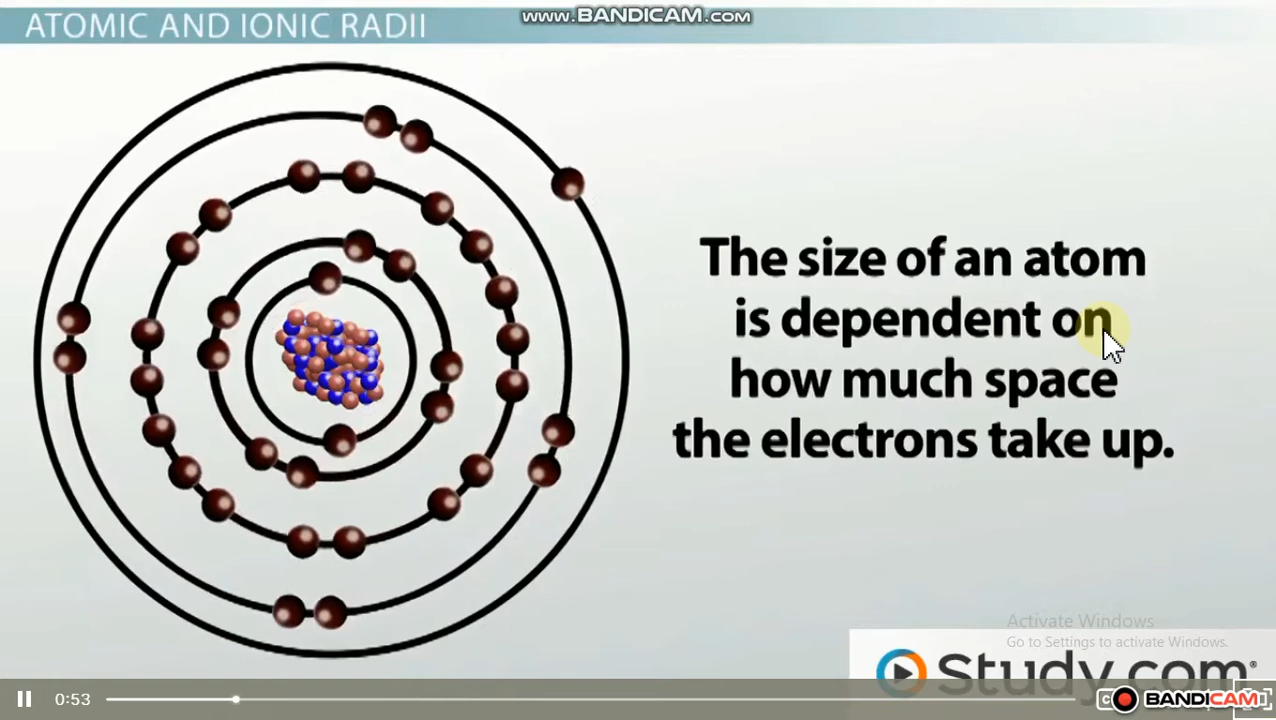 www.BANDICAM.com
ATOMIC AND IONIC RADII
The size of an atom
is dependent on
how much space
the electrons take up.
Activate Windows
Go to Settings to activate Windows.
Study.com®
0:53
BANDICAM